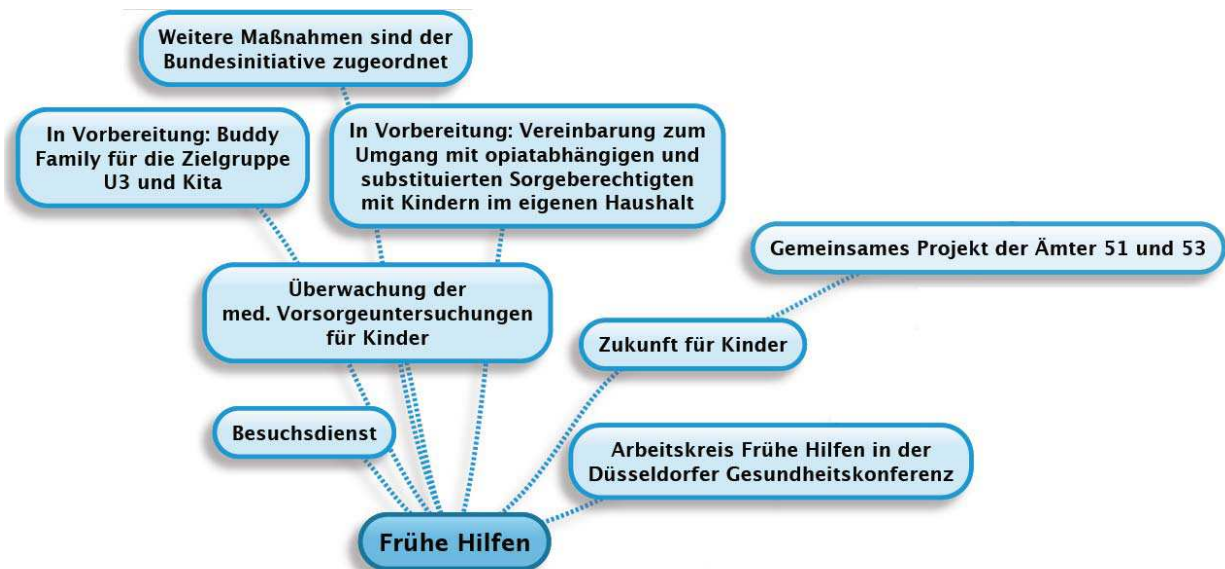 Weitere Maßnahmen sind der
Bundesinitiative zugeordnet
In Vorbereitung: Buddy
Family für die Zielgruppe
U3 und Kita
In Vorbereitung: Vereinbarung zum
Umgang mit opiatabhängigen und
substituierten Sorgeberechtigten
mit Kindern im eigenen Haushalt
Gemeinsames Projekt der Ämter 51 und 53
Überwachung der
med. Vorsorgeuntersuchungen
für Kinder
Zukunft für Kinder
Besuchsdienst
Arbeitskreis Frühe Hilfen in der
Düsseldorfer Gesundheitskonferenz
Frühe Hilfen